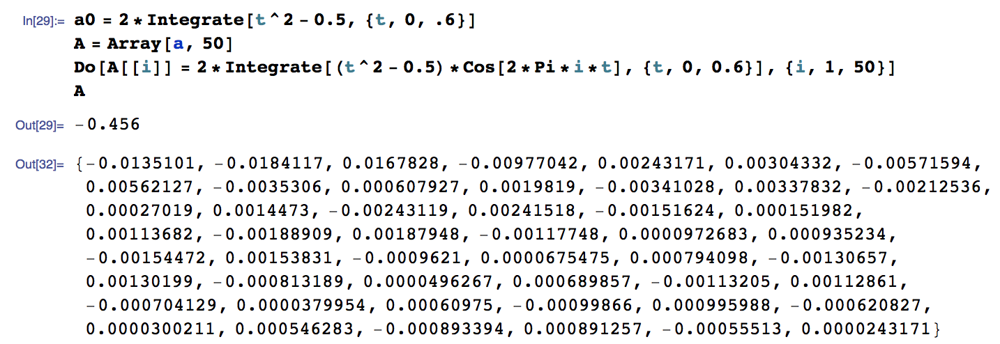 In[29]:= a0 = 2 * Integrate[t^2 - 0.5, {t, 0, .6}]
A = Array[a, 50]
Do[A[[i]] = 2 * Integrate[(t^2 - 0.5) * Cos[2 * Pi * i * t], {t, 0, 0.6}], {i, 1, 50}]
A
Out[29]= -0.456
Out[32]= {-0.0135101, -0.0184117, 0.0167828, -0.00977042, 0.00243171, 0.00304332, -0.00571594,
0.00562127, -0.0035306, 0.000607927, 0.0019819, -0.00341028, 0.00337832, -0.00212536,
0.00027019, 0.0014473, -0.00243119, 0.00241518, -0.00151624, 0.000151982,
0.00113682, -0.00188909, 0.00187948, -0.00117748, 0.0000972683, 0.000935234,
-0.00154472, 0.00153831, -0.0009621, 0.0000675475, 0.000794098, -0.00130657,
0.00130199, -0.000813189, 0.0000496267, 0.000689857, -0.00113205, 0.00112861,
-0.000704129, 0.0000379954, 0.00060975, -0.00099866, 0.000995988, -0.000620827,
0.0000300211, 0.000546283, -0.000893394, 0.000891257, -0.00055513, 0.0000243171}